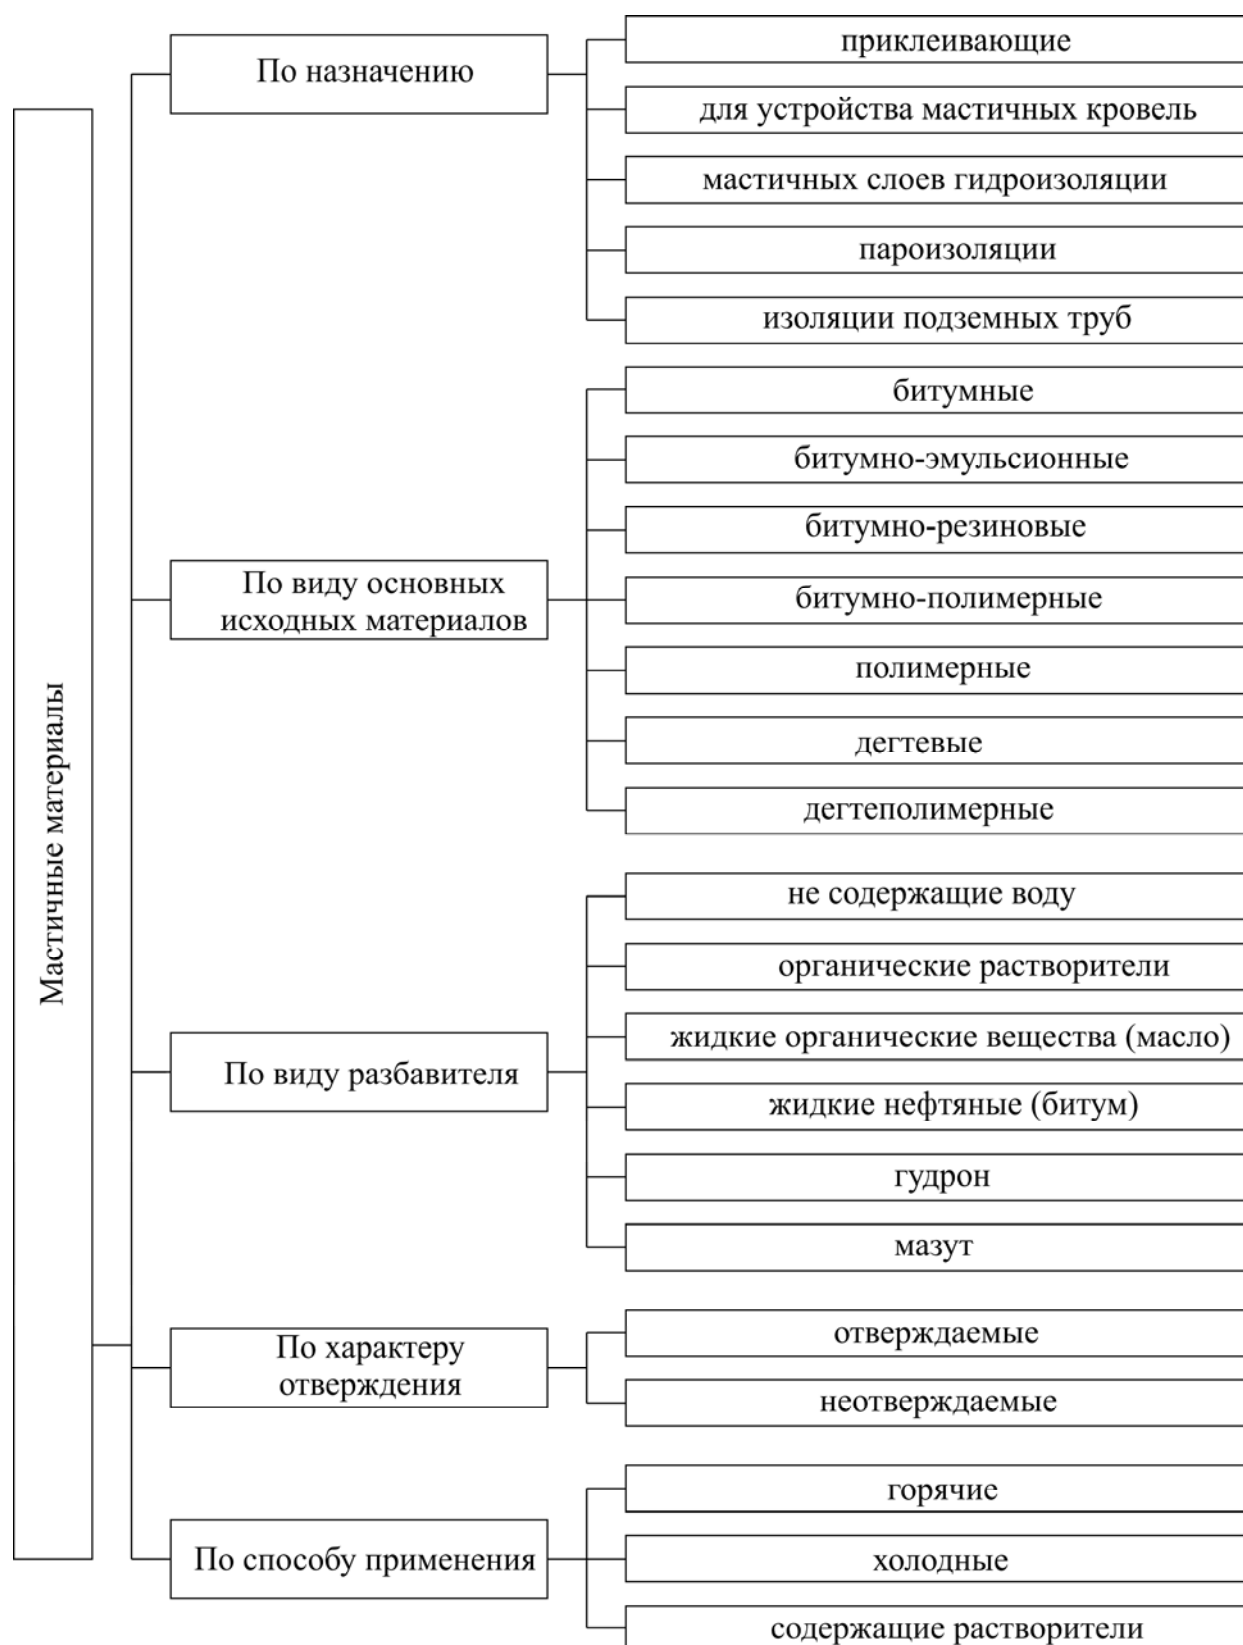 Мастичные материалы
По назначению
приклеивающие
для устройства мастичных кровель
мастичных слоев гидроизоляции
пароизоляции
изоляции подземных труб
По виду основных
исходных материалов
битумные
битумно-эмульсионные
битумно-резиновые
битумно-полимерные
полимерные
дегтевые
дегтеполимерные
По виду разбавителя
не содержащие воду
органические растворители
жидкие органические вещества (масло)
жидкие нефтяные (битум)
гудрон
мазут
По характеру
отверждения
отверждаемые
неотверждаемые
По способу применения
горячие
холодные
содержащие растворители